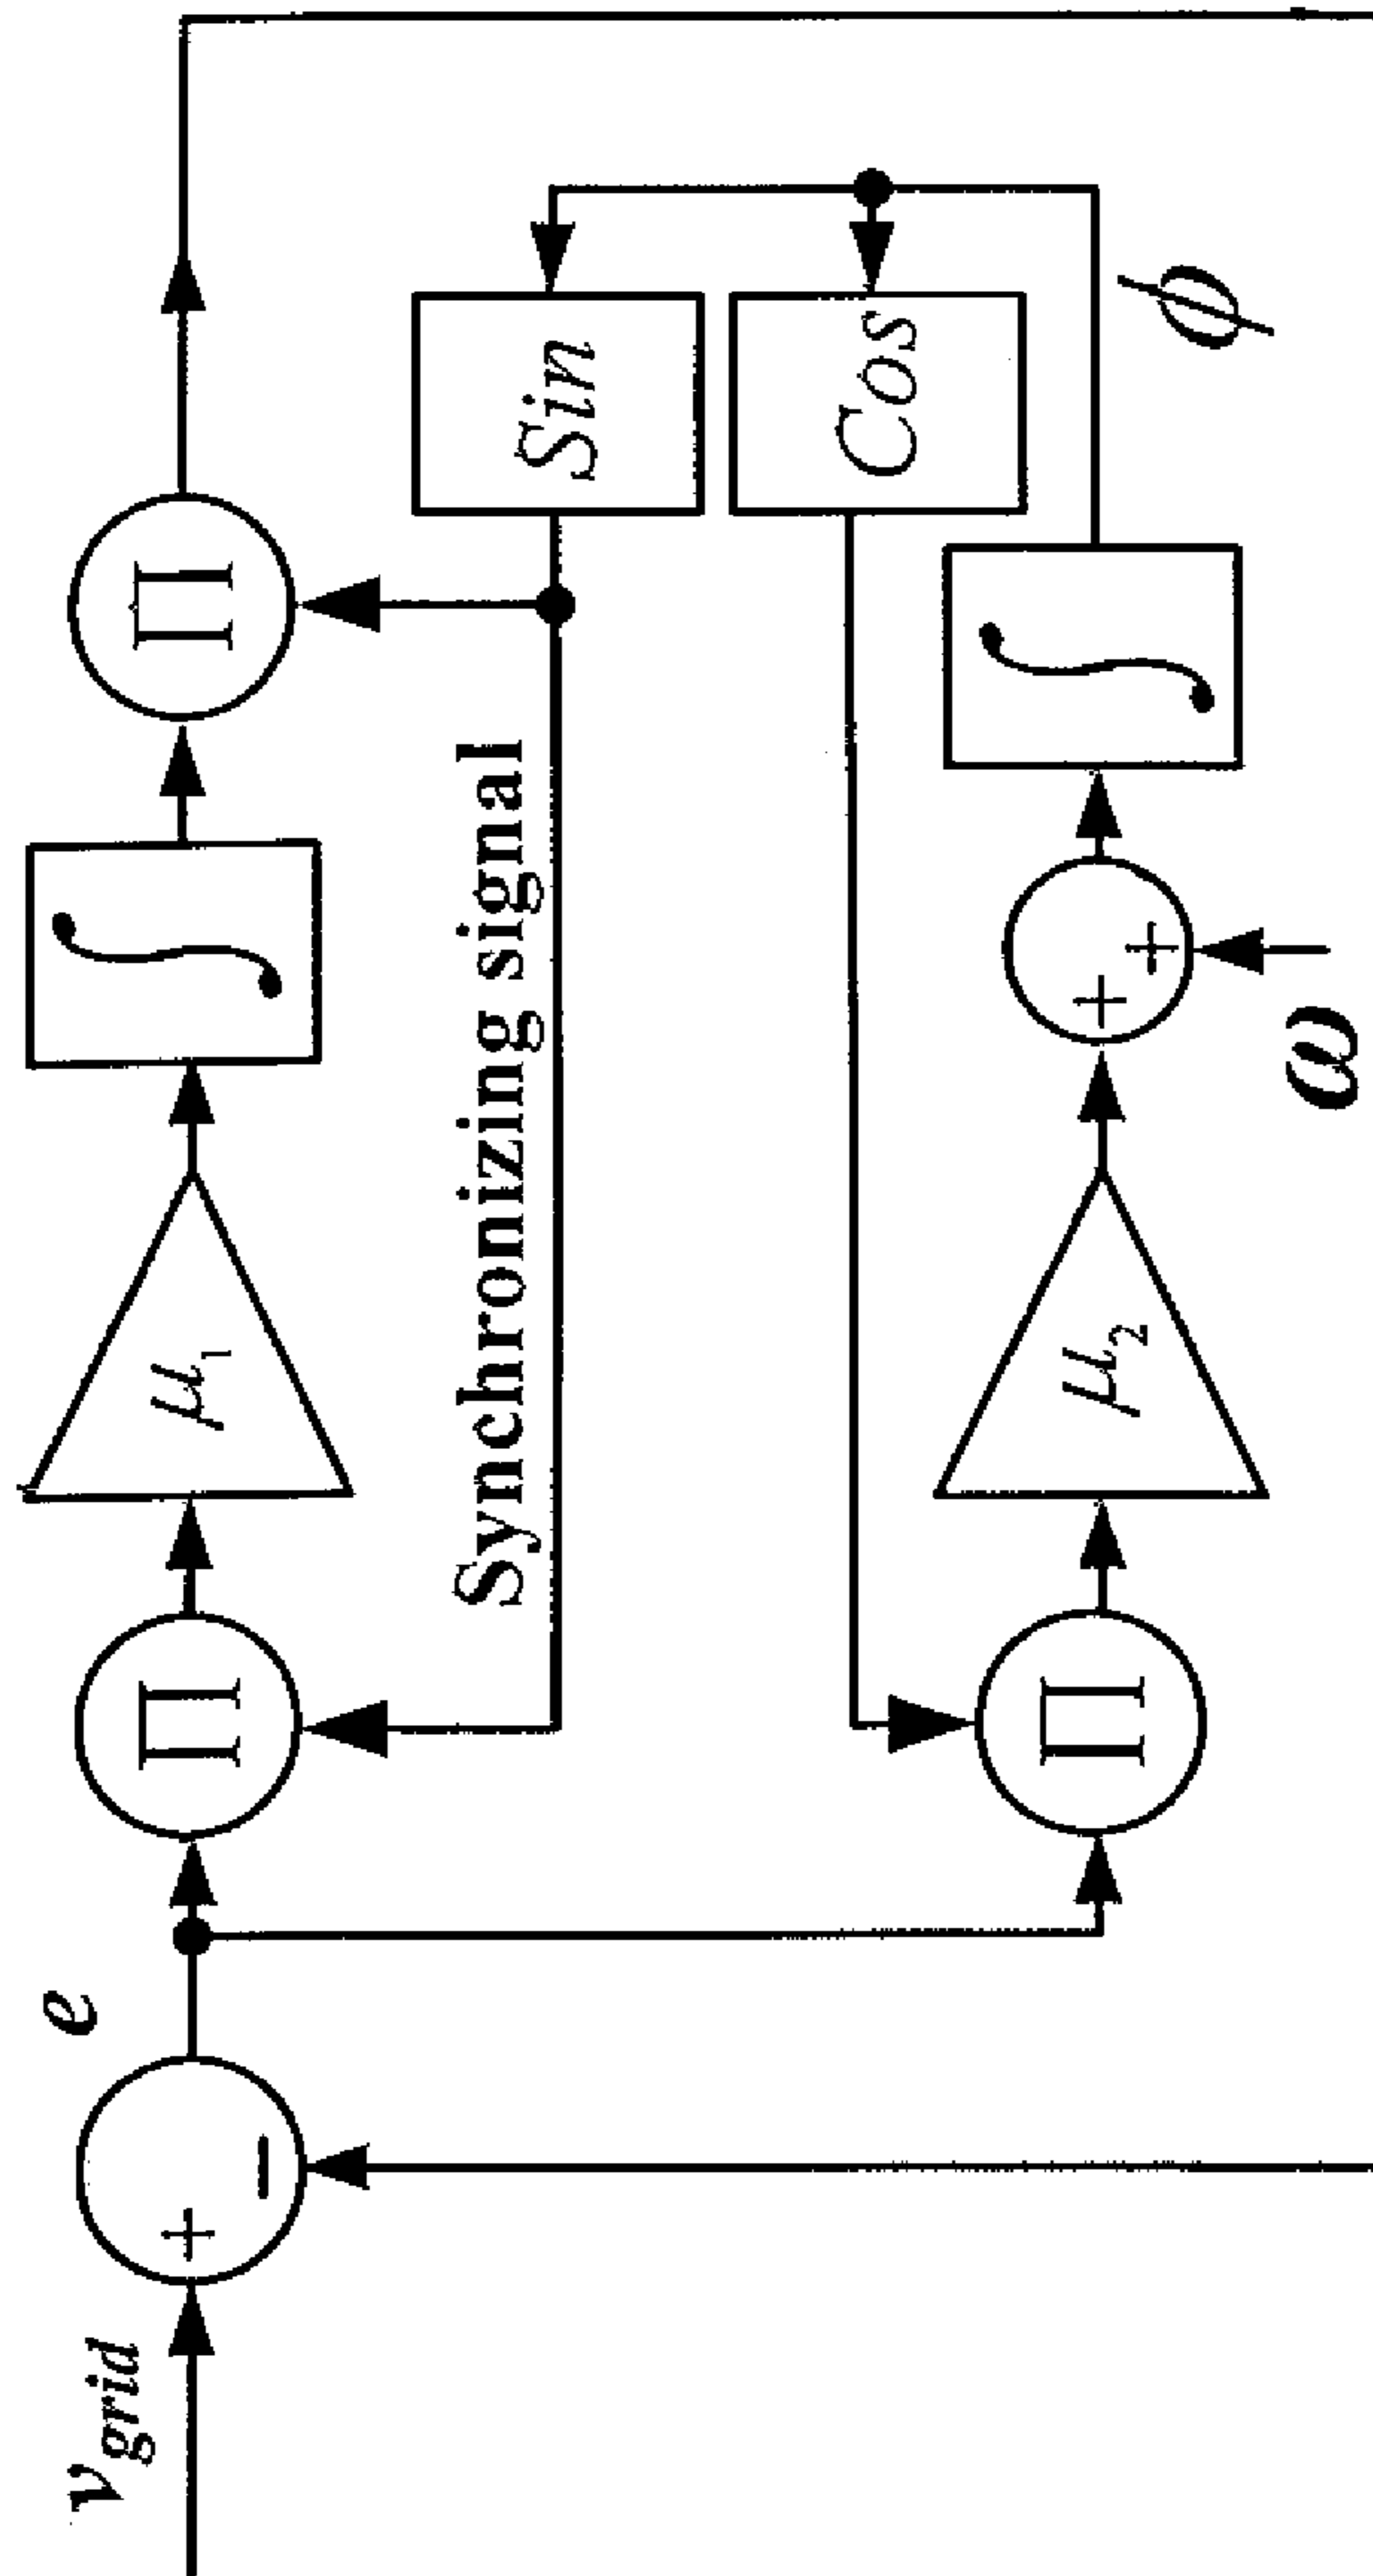 v_grid
+
−
e
∏
μ₁
∫
∏
Synchronizing signal
Sin
Cos
∏
μ₂
+
+
ω
∫
ϕ